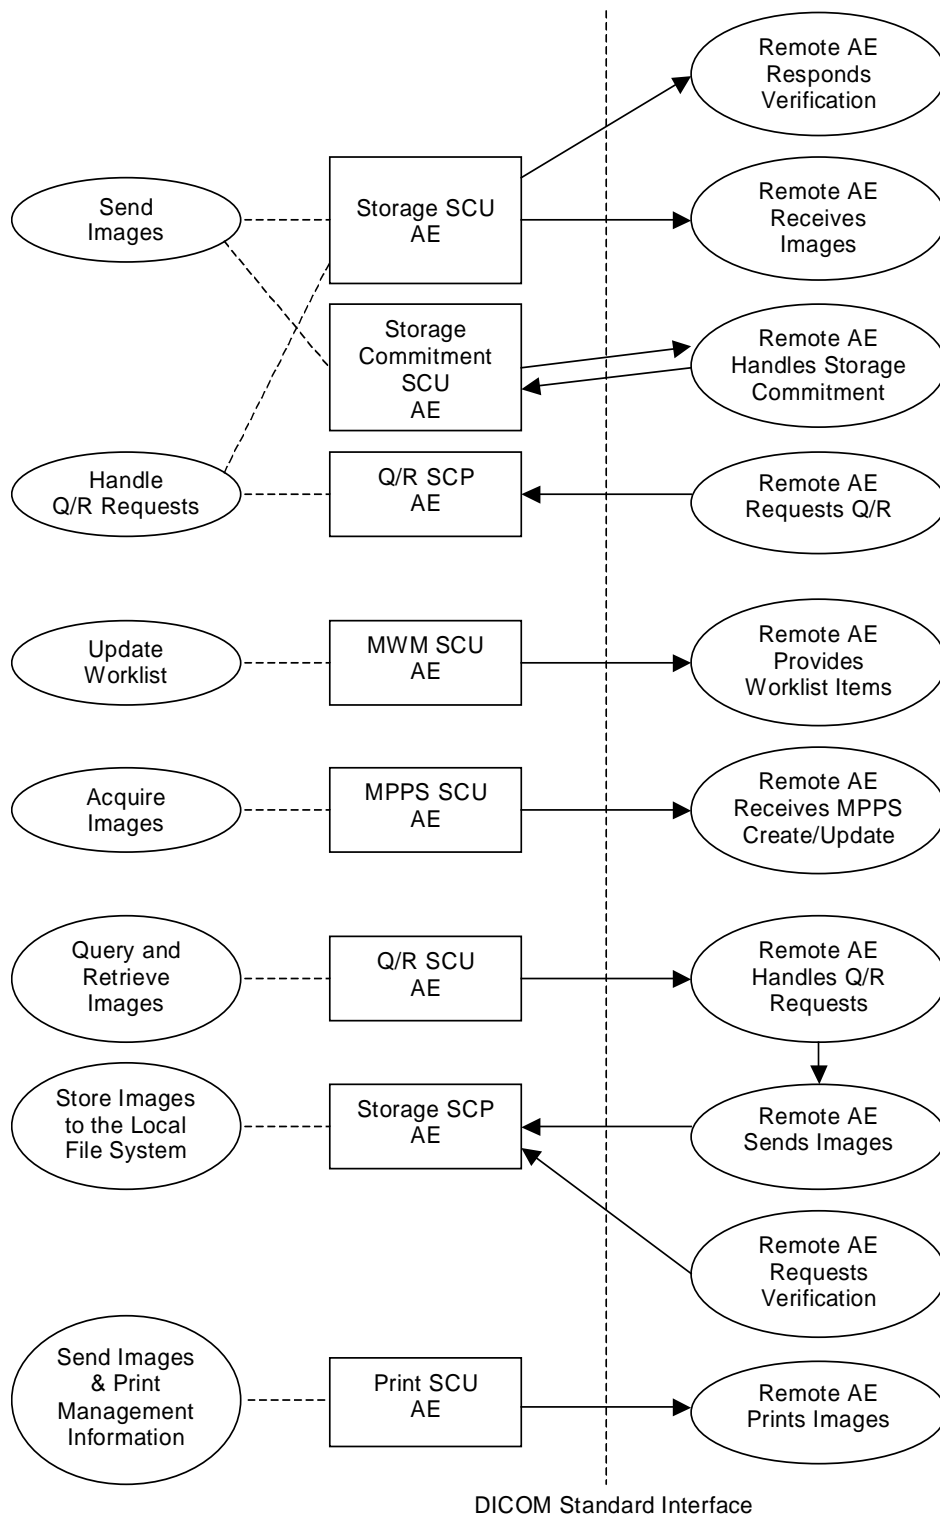 Remote AE
Responds
Verification
Send
Images
Storage SCU
AE
Remote AE
Receives
Images
Storage
Commitment
SCU
AE
Remote AE
Handles Storage
Commitment
Handle
Q/R Requests
Q/R SCP
AE
Remote AE
Requests Q/R
Update
Worklist
MWM SCU
AE
Remote AE
Provides
Worklist Items
Acquire
Images
MPPS SCU
AE
Remote AE
Receives MPPS
Create/Update
Query and
Retrieve
Images
Q/R SCU
AE
Remote AE
Handles Q/R
Requests
Store Images
to the Local
File System
Storage SCP
AE
Remote AE
Sends Images
Remote AE
Requests
Verification
Send Images
& Print
Management
Information
Print SCU
AE
Remote AE
Prints Images
DICOM Standard Interface